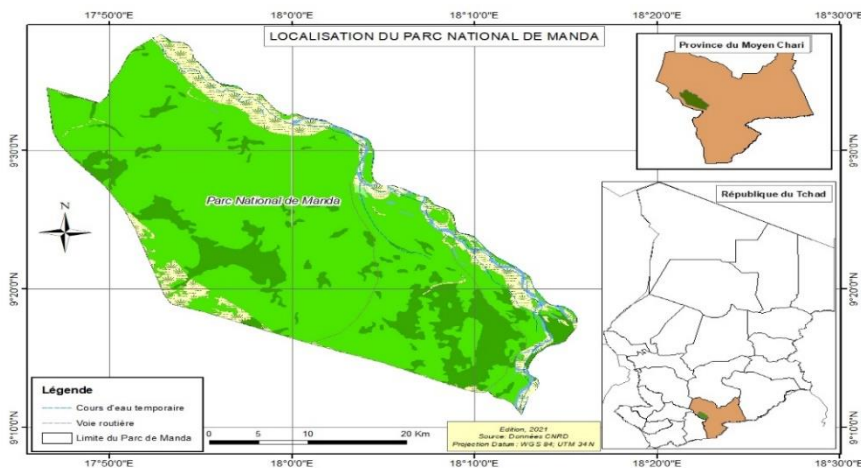 17°50'0"E
18°0'0"E
18°10'0"E
18°20'0"E
18°30'0"E
LOCALISATION DU PARC NATIONAL DE MANDA
Province du Moyen Chari
9°30'0"N
9°30'0"N
République du Tchad
Parc National de Manda
N
9°20'0"N
9°20'0"N
Légende
Cours d'eau temporaire
Voie routière
Limite du Parc de Manda
0 5 10 20 Km
Edition, 2021
Source: Données CNRD
Projection Datum : WGS 84; UTM 34 N
9°10'0"N
9°10'0"N
17°50'0"E
18°0'0"E
18°10'0"E
18°20'0"E
18°30'0"E